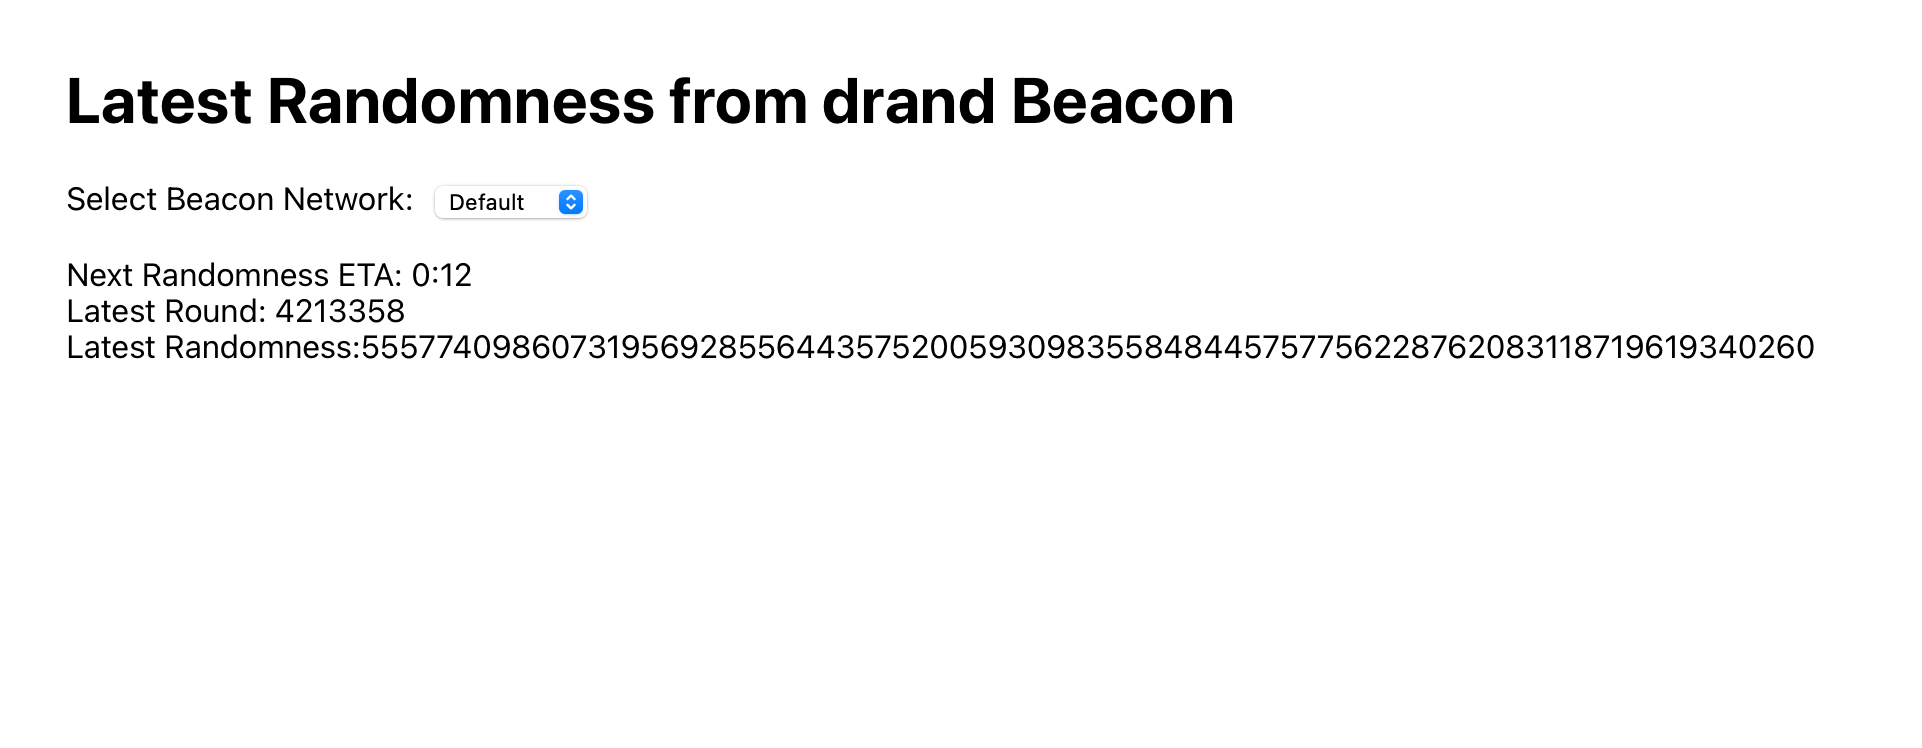 Latest Randomness from drand Beacon
Select Beacon Network: Default
Next Randomness ETA: 0:12
Latest Round: 4213358
Latest Randomness:55577409860731956928556443575200593098355848445757756228762083118719619340260